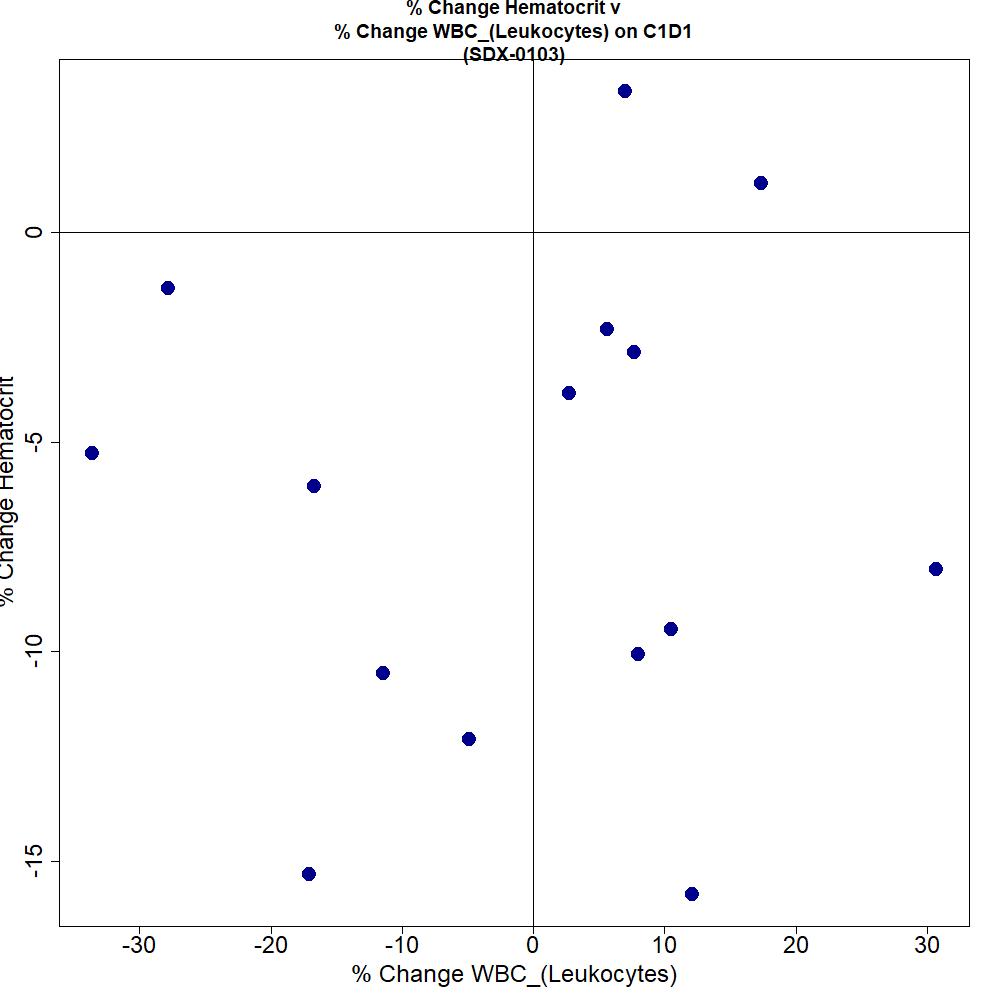 % Change Hematocrit v
% Change WBC_(Leukocytes) on C1D1
(SDX-0103)
% Change Hematocrit
0
-5
-10
-15
-30
-20
-10
0
10
20
30
% Change WBC_(Leukocytes)